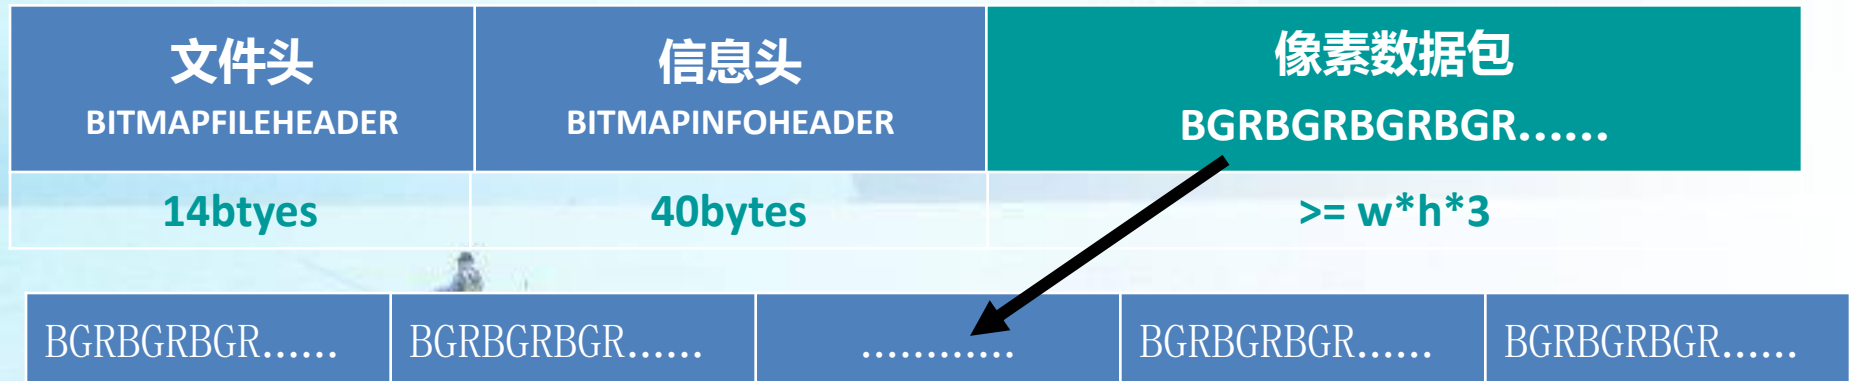 文件头
BITMAPFILEHEADER
信息头
BITMAPINFOHEADER
像素数据包
BGRBGRBGRBGR......
14btyes
40bytes
>= w*h*3
BGRBGRBGR......
BGRBGRBGR......
............
BGRBGRBGR......
BGRBGRBGR......